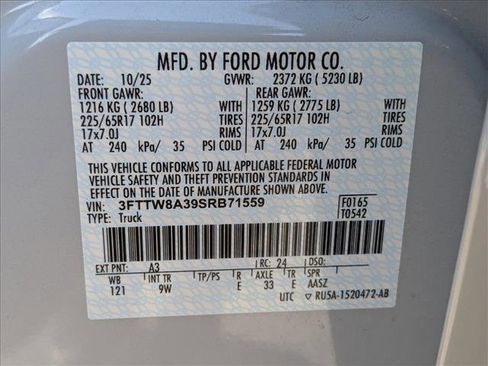 MFD. BY FORD MOTOR CO.
DATE: 10/25 GVWR: 2372 KG ( 5230 LB)
FRONT GAWR: REAR GAWR:
1216 KG ( 2680 LB) WITH 1259 KG ( 2775 LB) WITH
225/65R17 102H TIRES 225/65R17 102H TIRES
17x7.0J RIMS 17x7.0J RIMS
AT 240 kPa/ 35 PSI COLD AT 240 kPa/ 35 PSI COLD
THIS VEHICLE CONFORMS TO ALL APPLICABLE FEDERAL MOTOR
VEHICLE SAFETY AND THEFT PREVENTION STANDARDS IN
EFFECT ON THE DATE OF MANUFACTURE SHOWN ABOVE.
VIN: 3FTTW8A39SRB71559 F0165
TYPE: Truck T0542
EXT PNT: A3 RC: 24 DSO:
WB INT TR TP/PS R AXLE TR SPR
121 9W E 33 E AASZ
UTC ▽ RU5A-1520472-AB